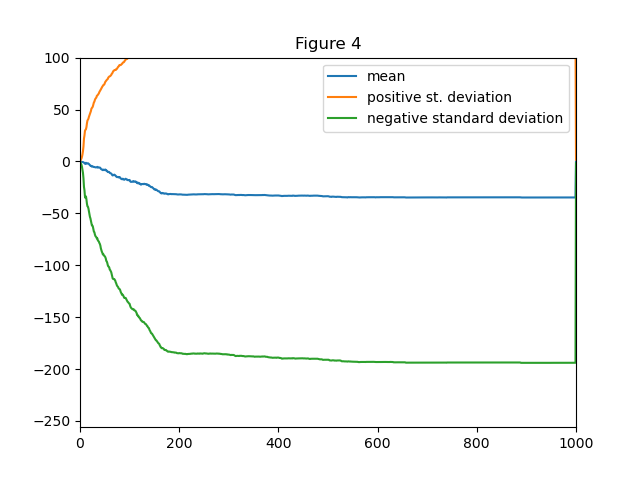 Figure 4
mean
positive st. deviation
negative standard deviation
100
50
0
−50
−100
−150
−200
−250
0 200 400 600 800 1000